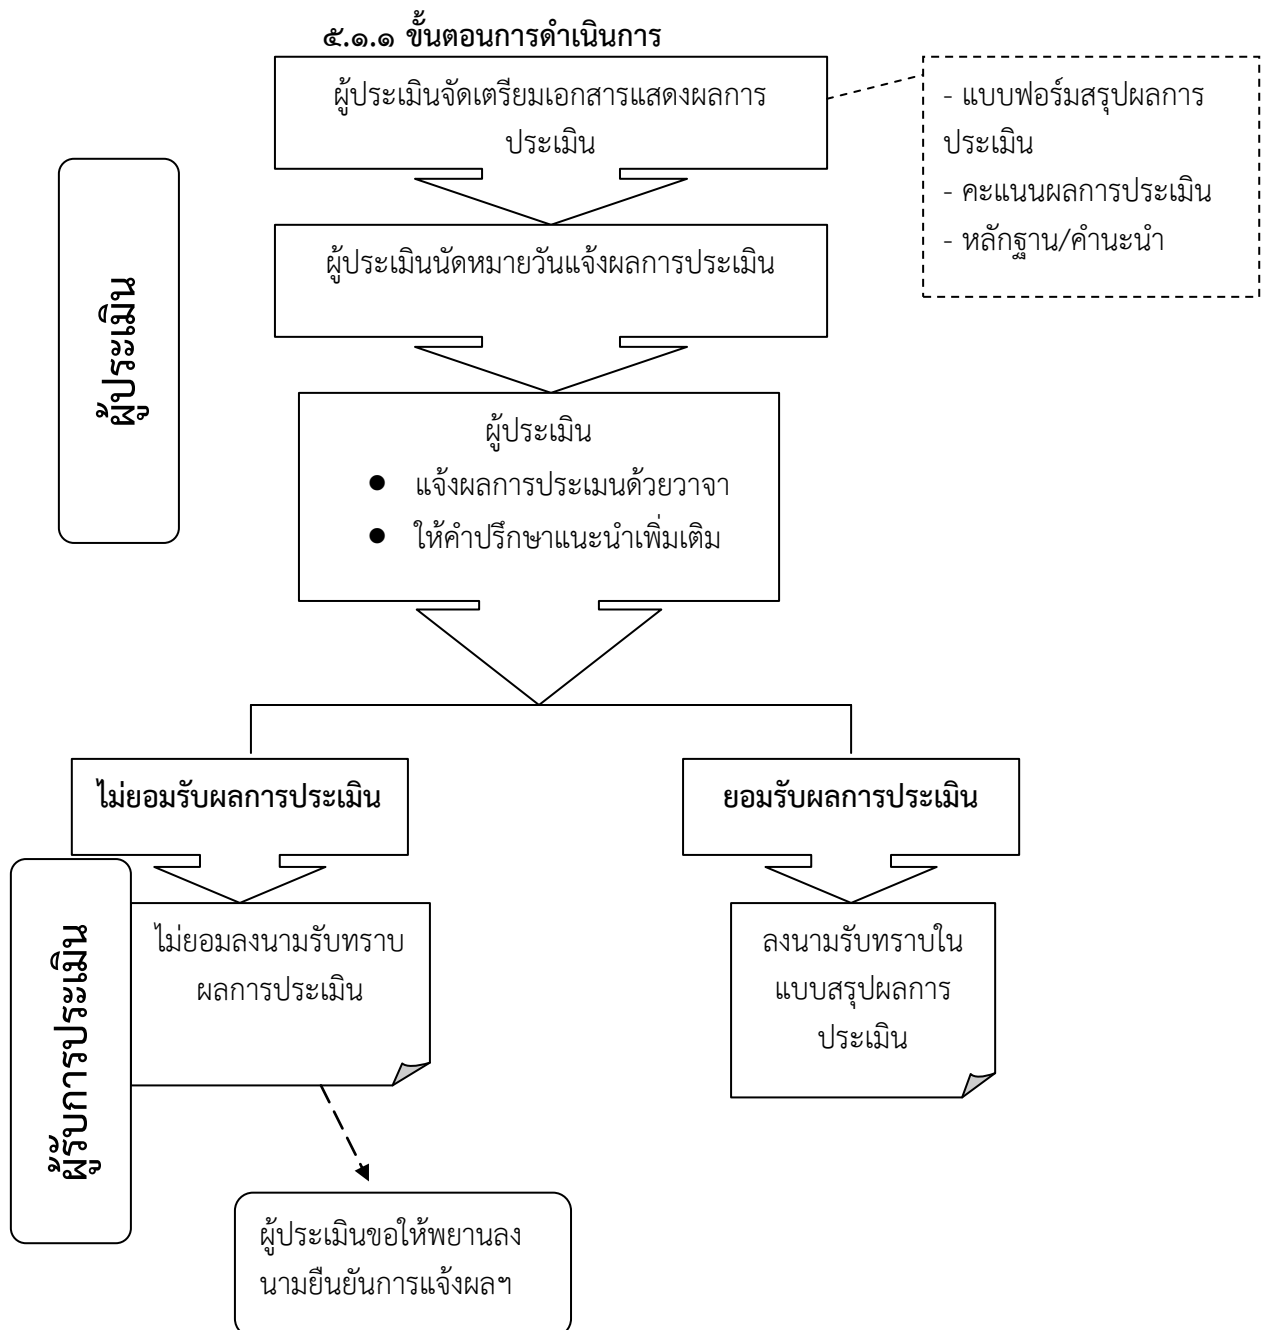 ๕.๑.๑ ขั้นตอนการดำเนินการ
ผู้ประเมินจัดเตรียมเอกสารแสดงผลการ
ประเมิน
- แบบฟอร์มสรุปผลการ
ประเมิน
- คะแนนผลการประเมิน
- หลักฐาน/คำนะนำ
ผู้ประเมิน
ผู้ประเมินนัดหมายวันแจ้งผลการประเมิน
ผู้ประเมิน
● แจ้งผลการประเมนด้วยวาจา
● ให้คำปรึกษาแนะนำเพิ่มเติม
ไม่ยอมรับผลการประเมิน
ยอมรับผลการประเมิน
ผู้รับการประเมิน
ไม่ยอมลงนามรับทราบ
ผลการประเมิน
ลงนามรับทราบใน
แบบสรุปผลการ
ประเมิน
ผู้ประเมินขอให้พยานลง
นามยืนยันการแจ้งผลฯ